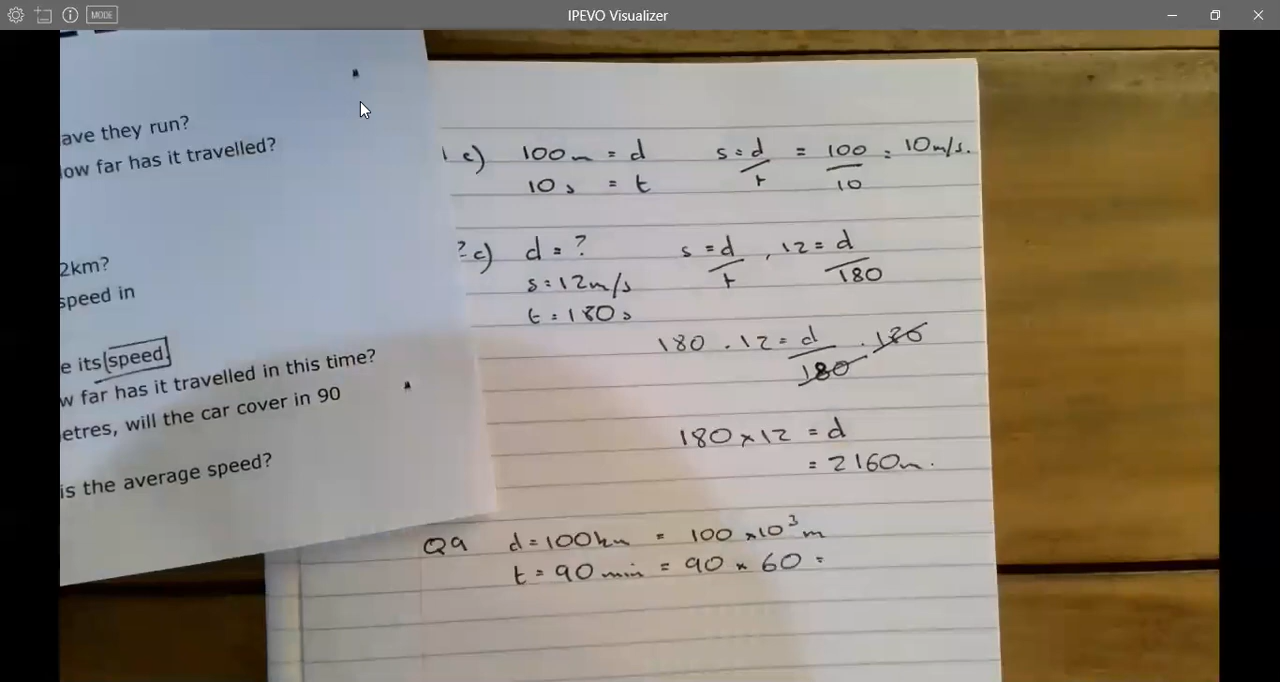 IPEVO Visualizer
MODE
ave they run?
low far has it travelled?
2km?
speed in
e its speed
w far has it travelled in this time?
etres, will the car cover in 90
is the average speed?
c) 100m = d s = d/t = 100/10 = 10m/s.
10s = t
c) d = ? s = d/t , 12 = d/180
s = 12m/s
t = 180s
180 . 12 = d/180 . 180
180 x 12 = d
= 2160m.
Q9 d = 100km = 100 x 10³ m
t = 90 min = 90 x 60 =